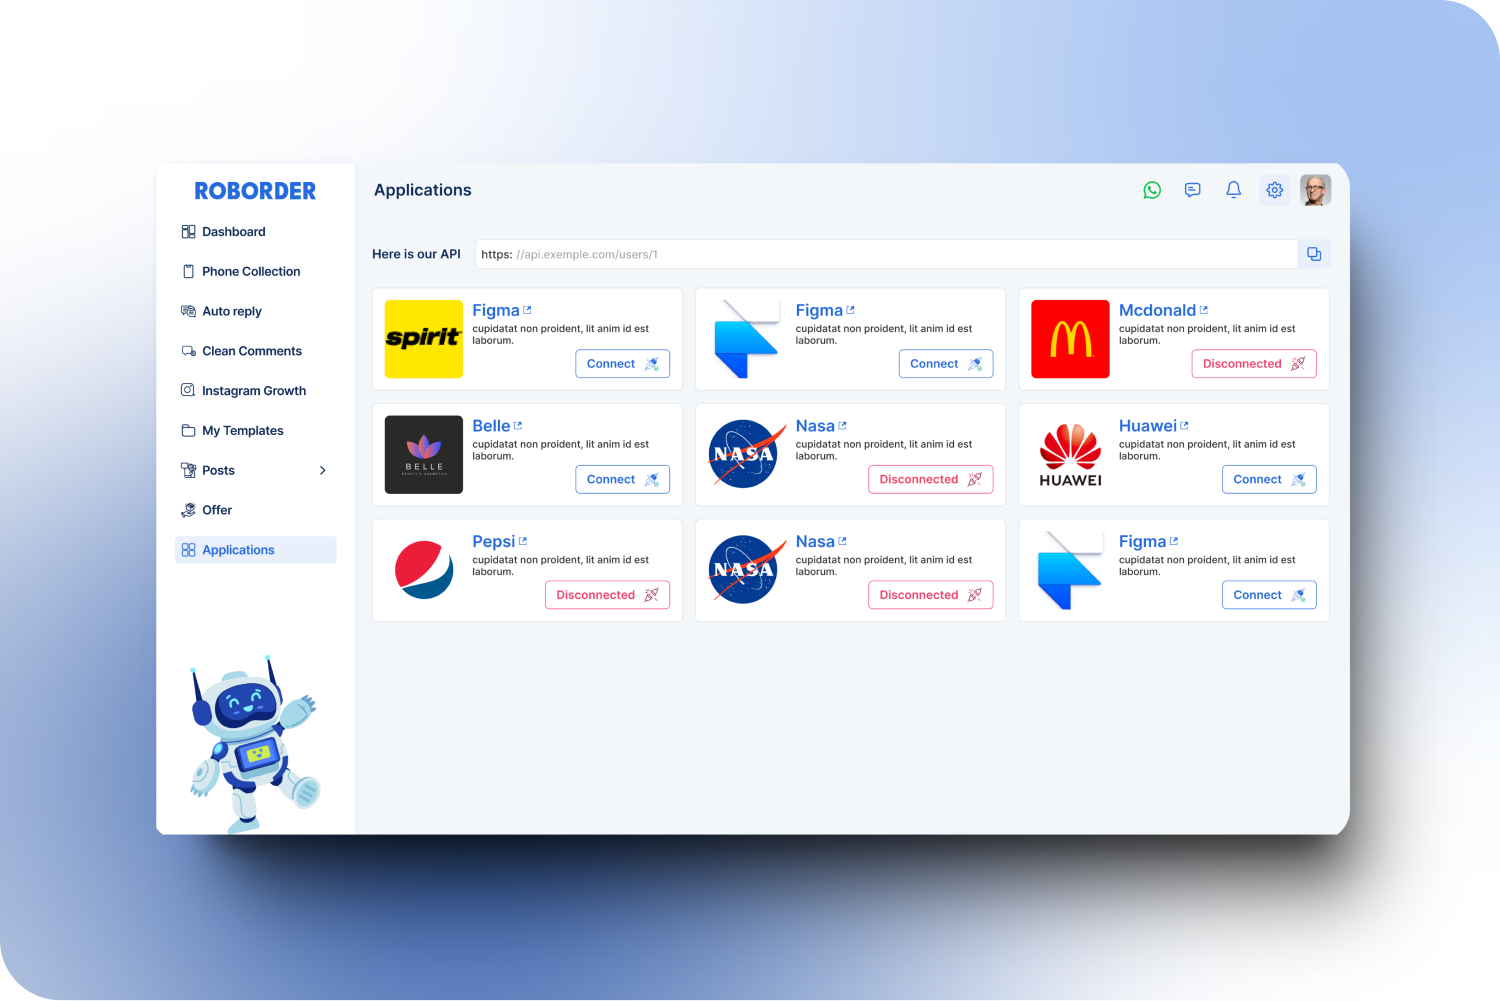 ROBORDER
Dashboard
Phone Collection
Auto reply
Clean Comments
Instagram Growth
My Templates
Posts
Offer
Applications
Applications
Here is our API
https: //api.exemple.com/users/1
spirit
Figma
cupidatat non proident, lit anim id est
laborum.
Connect
Figma
cupidatat non proident, lit anim id est
laborum.
Connect
Mcdonald
cupidatat non proident, lit anim id est
laborum.
Disconnected
BELLE
BEAUTY & COSMETICS
Belle
cupidatat non proident, lit anim id est
laborum.
Connect
NASA
Nasa
cupidatat non proident, lit anim id est
laborum.
Disconnected
HUAWEI
Huawei
cupidatat non proident, lit anim id est
laborum.
Connect
Pepsi
cupidatat non proident, lit anim id est
laborum.
Disconnected
NASA
Nasa
cupidatat non proident, lit anim id est
laborum.
Disconnected
Figma
cupidatat non proident, lit anim id est
laborum.
Connect